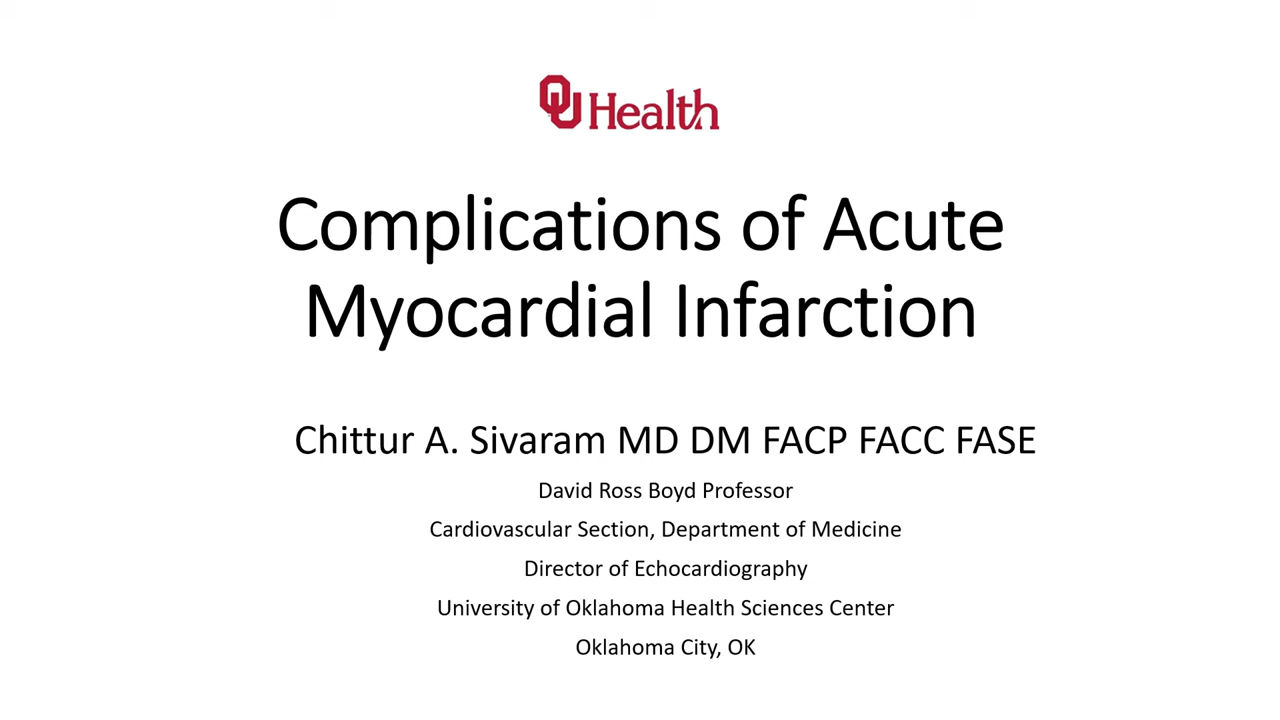 OU Health
Complications of Acute
Myocardial Infarction
Chittur A. Sivaram MD DM FACP FACC FASE
David Ross Boyd Professor
Cardiovascular Section, Department of Medicine
Director of Echocardiography
University of Oklahoma Health Sciences Center
Oklahoma City, OK